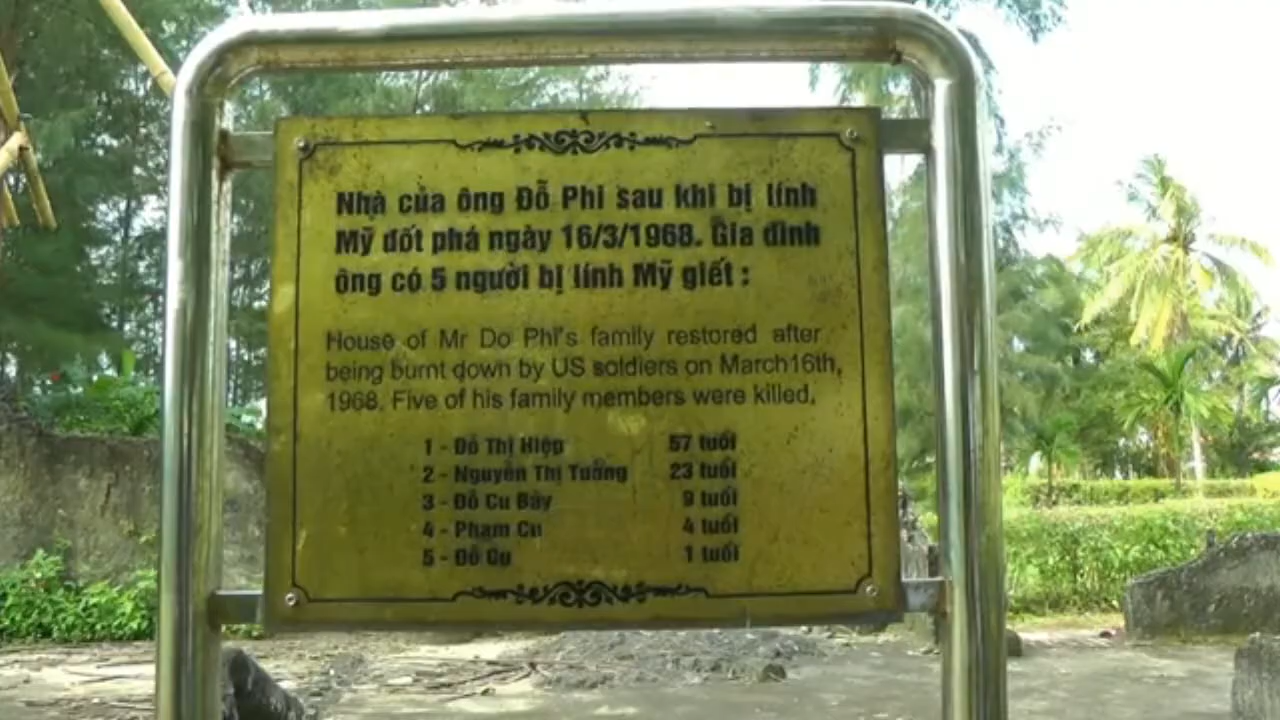 Nhà của ông Đỗ Phi sau khi bị lính
Mỹ đốt phá ngày 16/3/1968. Gia đình
ông có 5 người bị lính Mỹ giết :
House of Mr Do Phi's family restored after
being burnt down by US soldiers on March16th,
1968. Five of his family members were killed.
1 - Đỗ Thị Hiệp 57 tuổi
2 - Nguyễn Thị Tưởng 23 tuổi
3 - Đỗ Cu Bảy 9 tuổi
4 - Phạm Cu 4 tuổi
5 - Đỗ Cu 1 tuổi